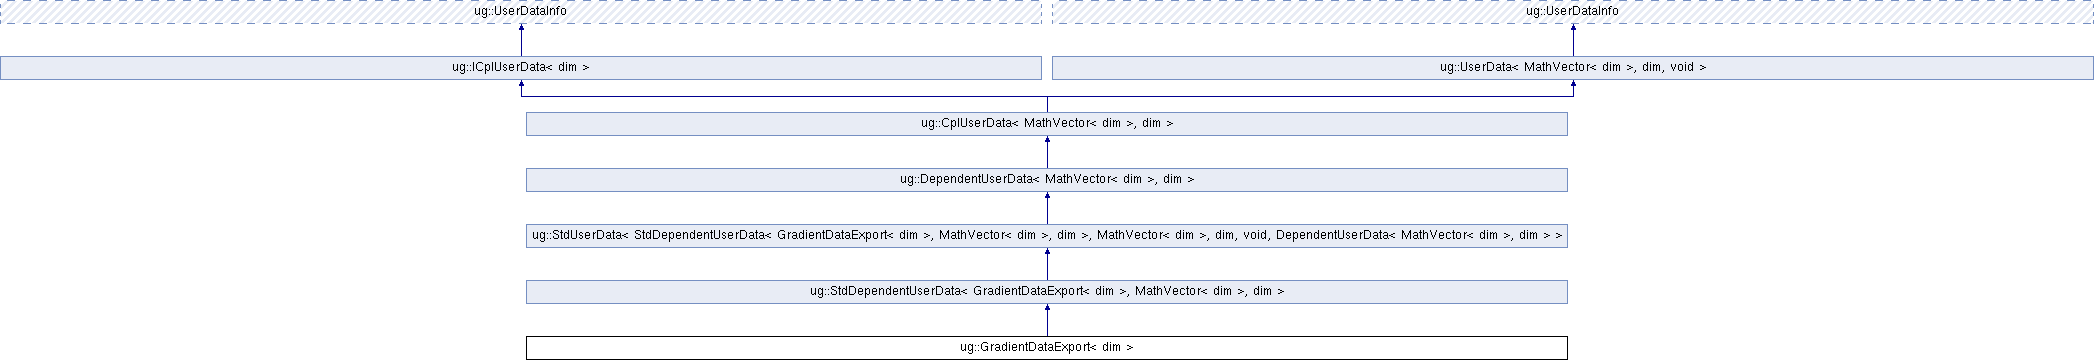 ug::UserDataInfo
ug::UserDataInfo
ug::ICplUserData< dim >
ug::UserData< MathVector< dim >, dim, void >
ug::CplUserData< MathVector< dim >, dim >
ug::DependentUserData< MathVector< dim >, dim >
ug::StdUserData< StdDependentUserData< GradientDataExport< dim >, MathVector< dim >, dim >, MathVector< dim >, dim, void, DependentUserData< MathVector< dim >, dim > >
ug::StdDependentUserData< GradientDataExport< dim >, MathVector< dim >, dim >
ug::GradientDataExport< dim >